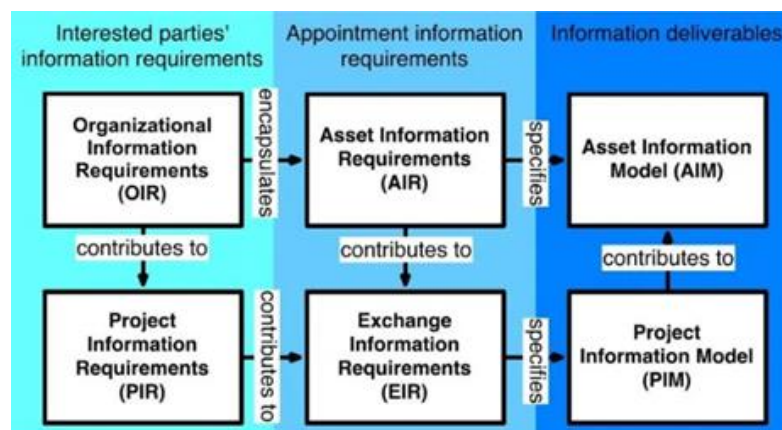 Interested parties'
information requirements
Appointment information
requirements
Information deliverables
Organizational
Information
Requirements
(OIR)
encapsulates
Asset Information
Requirements
(AIR)
specifies
Asset Information
Model (AIM)
contributes to
contributes to
contributes to
Project
Information
Requirements
(PIR)
contributes to
Exchange
Information
Requirements
(EIR)
specifies
Project
Information Model
(PIM)